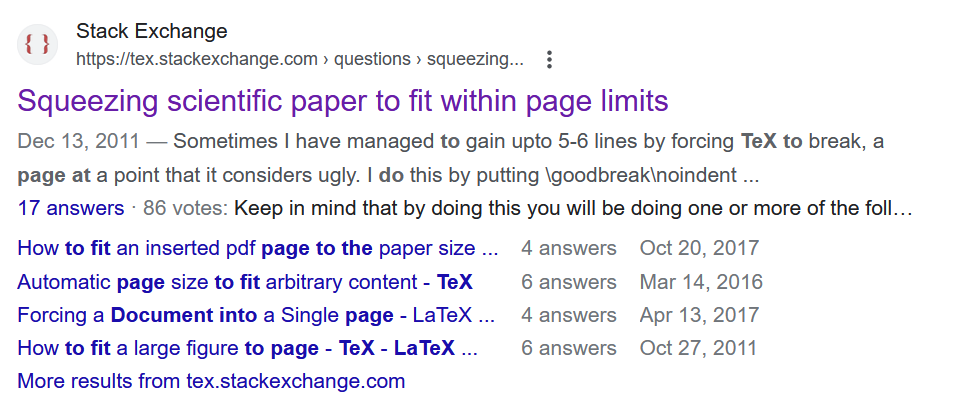 Stack Exchange
https://tex.stackexchange.com › questions › squeezing...
Squeezing scientific paper to fit within page limits
Dec 13, 2011 — Sometimes I have managed to gain upto 5-6 lines by forcing TeX to break, a
page at a point that it considers ugly. I do this by putting \goodbreak\noindent ...
17 answers · 86 votes: Keep in mind that by doing this you will be doing one or more of the foll…
How to fit an inserted pdf page to the paper size ... 4 answers Oct 20, 2017
Automatic page size to fit arbitrary content - TeX 6 answers Mar 14, 2016
Forcing a Document into a Single page - LaTeX ... 4 answers Apr 13, 2017
How to fit a large figure to page - TeX - LaTeX ... 6 answers Oct 27, 2011
More results from tex.stackexchange.com